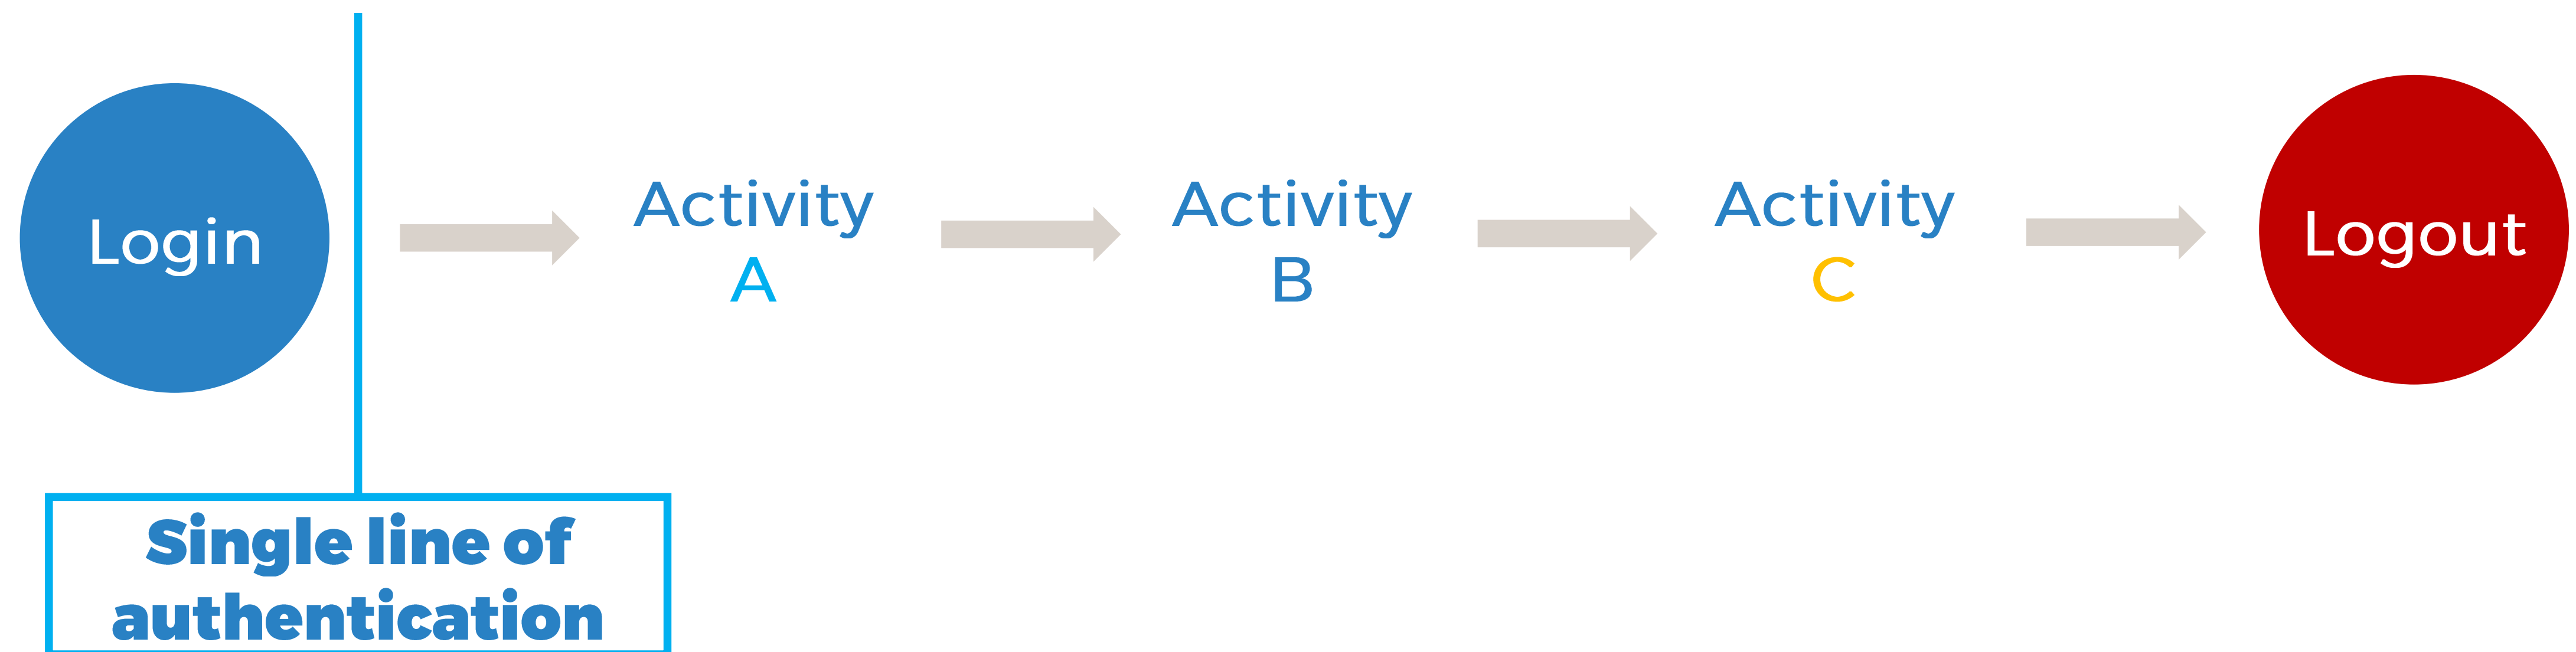 Login
Activity
A
Activity
B
Activity
C
Logout
Single line of
authentication